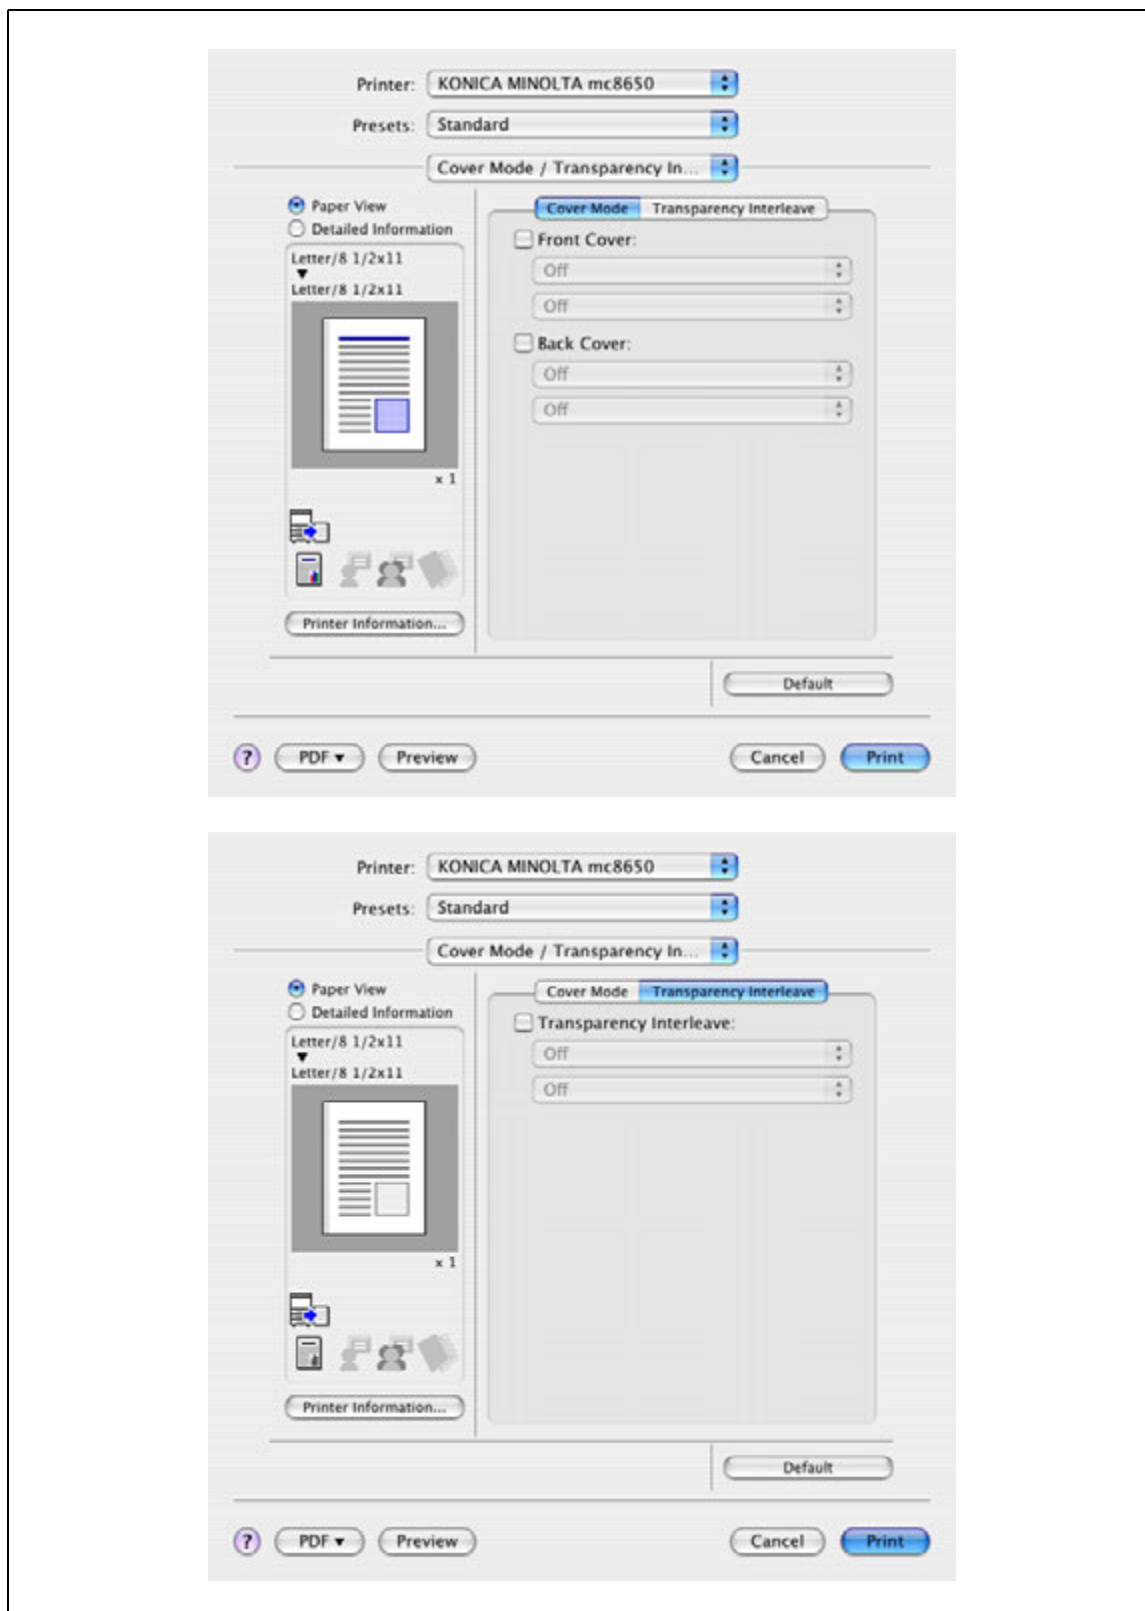 Printer: KONICA MINOLTA mc8650
Presets: Standard
Cover Mode / Transparency In...
Paper View
Detailed Information
Letter/8 1/2x11
Letter/8 1/2x11
x 1
Printer Information...
Cover Mode Transparency Interleave
Front Cover:
Off
Off
Back Cover:
Off
Off
Default
? PDF Preview Cancel Print
Printer: KONICA MINOLTA mc8650
Presets: Standard
Cover Mode / Transparency In...
Paper View
Detailed Information
Letter/8 1/2x11
Letter/8 1/2x11
x 1
Printer Information...
Cover Mode Transparency Interleave
Transparency Interleave:
Off
Off
Default
? PDF Preview Cancel Print